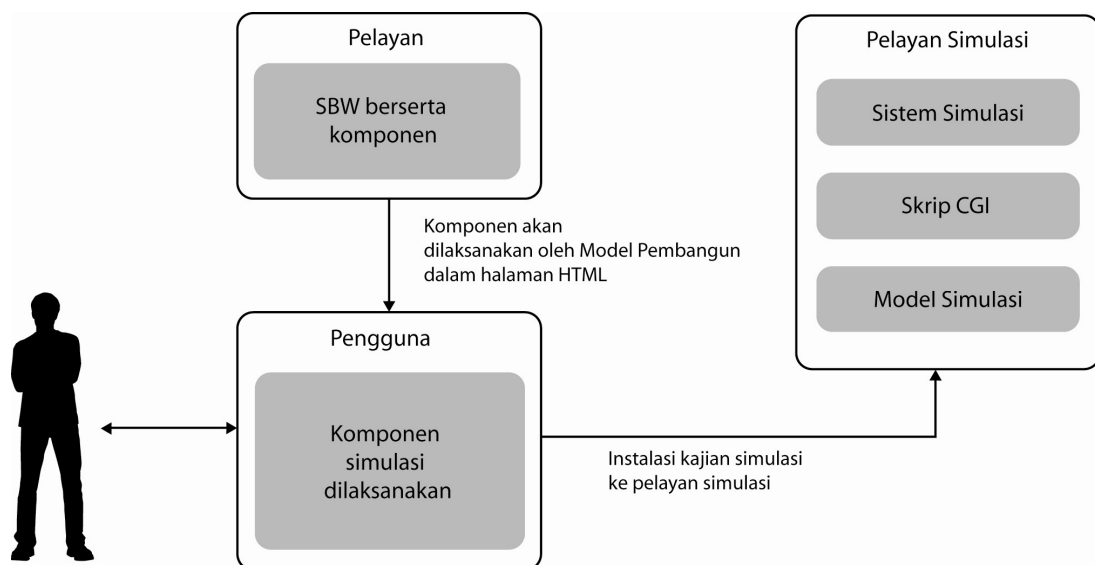 Pelayan
SBW berserta
komponen
Komponen akan
dilaksanakan oleh Model Pembangun
dalam halaman HTML
Pengguna
Komponen
simulasi
dilaksanakan
Instalasi kajian simulasi
ke pelayan simulasi
Pelayan Simulasi
Sistem Simulasi
Skrip CGI
Model Simulasi